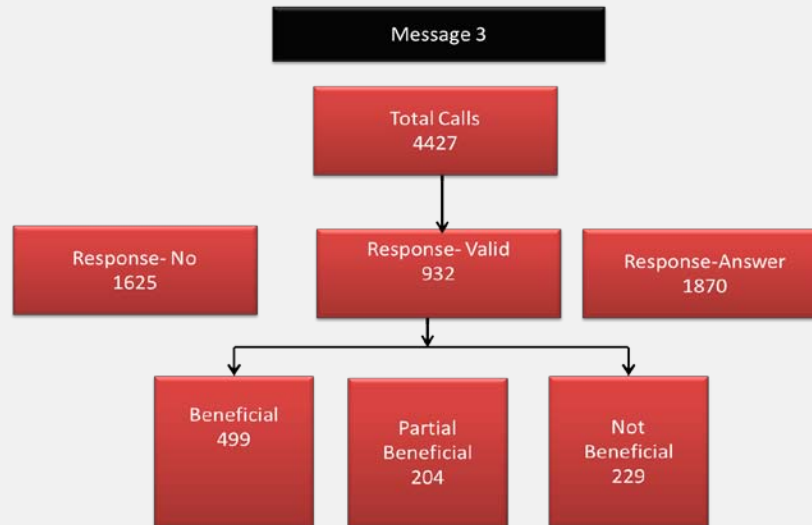 Message 3
Total Calls
4427
Response- No
1625
Response- Valid
932
Response-Answer
1870
Beneficial
499
Partial
Beneficial
204
Not
Beneficial
229